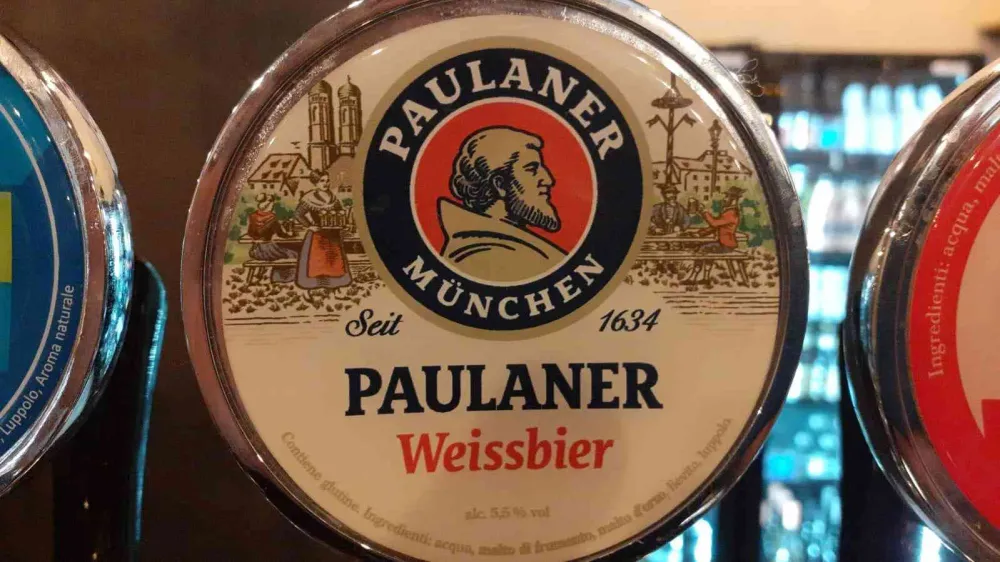 PAULANER
MÜNCHEN
Seit 1634
PAULANER
Weissbier
alc. 5,5 % vol
Contiene glutine. Ingredienti: acqua, malto di frumento, malto d'orzo, lievito, luppolo.
, Luppolo, Aroma naturale
Ingredienti: acqua, mal